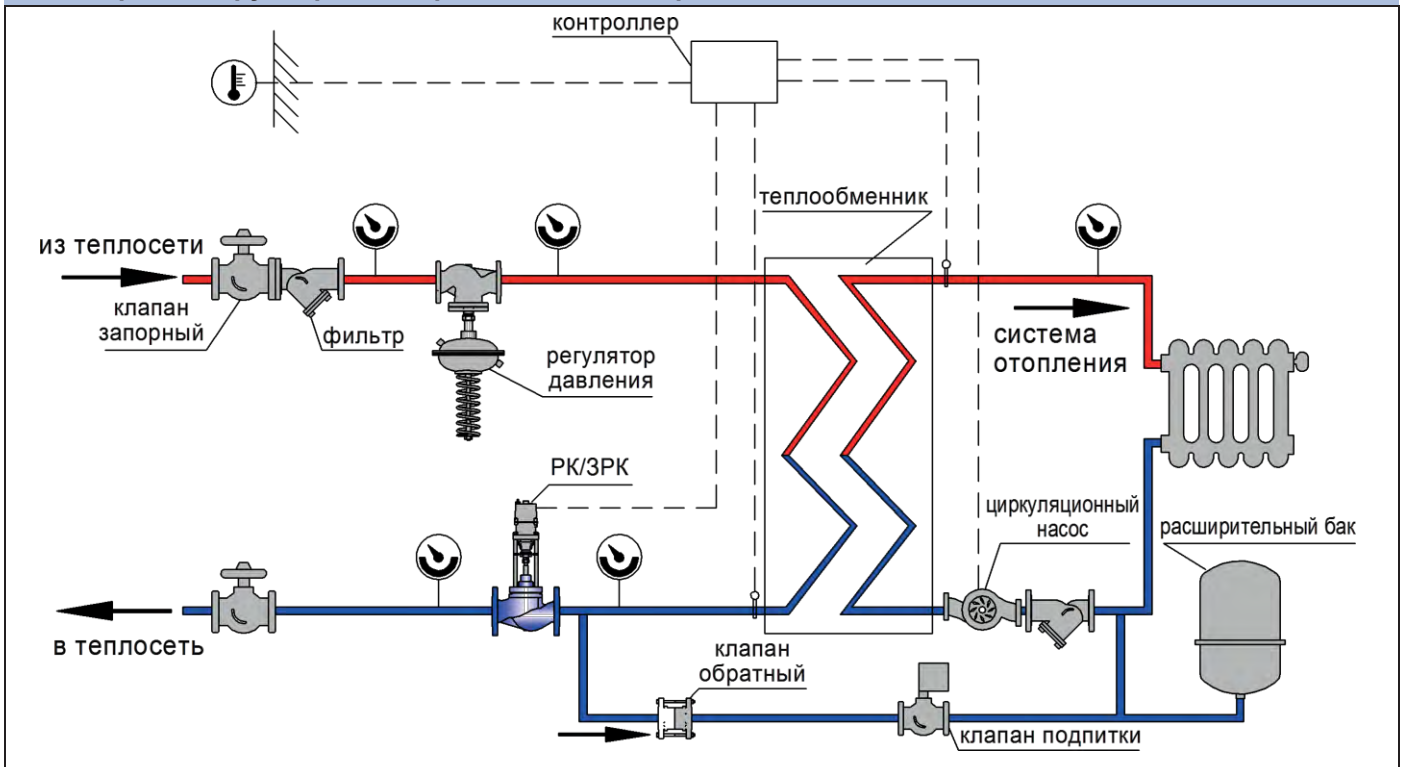 контроллер
теплообменник
из теплосети
клапан
запорный
фильтр
регулятор
давления
система
отопления
РК/ЗРК
циркуляционный
насос
расширительный бак
в теплосеть
клапан
обратный
клапан подпитки